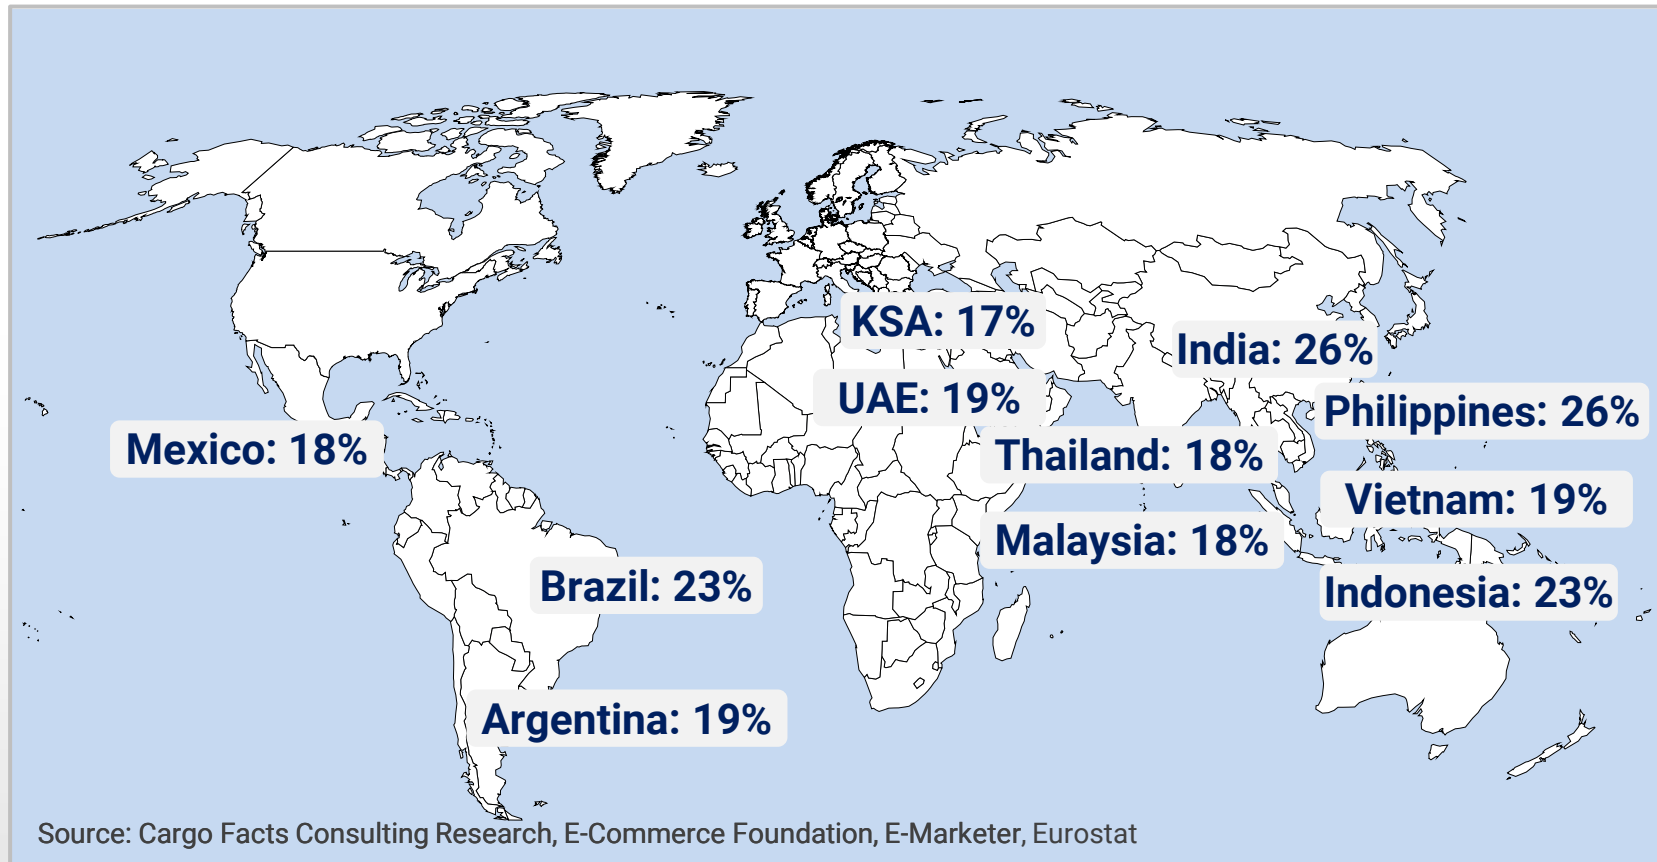 KSA: 17%
India: 26%
UAE: 19%
Philippines: 26%
Mexico: 18%
Thailand: 18%
Vietnam: 19%
Malaysia: 18%
Brazil: 23%
Indonesia: 23%
Argentina: 19%
Source: Cargo Facts Consulting Research, E-Commerce Foundation, E-Marketer, Eurostat